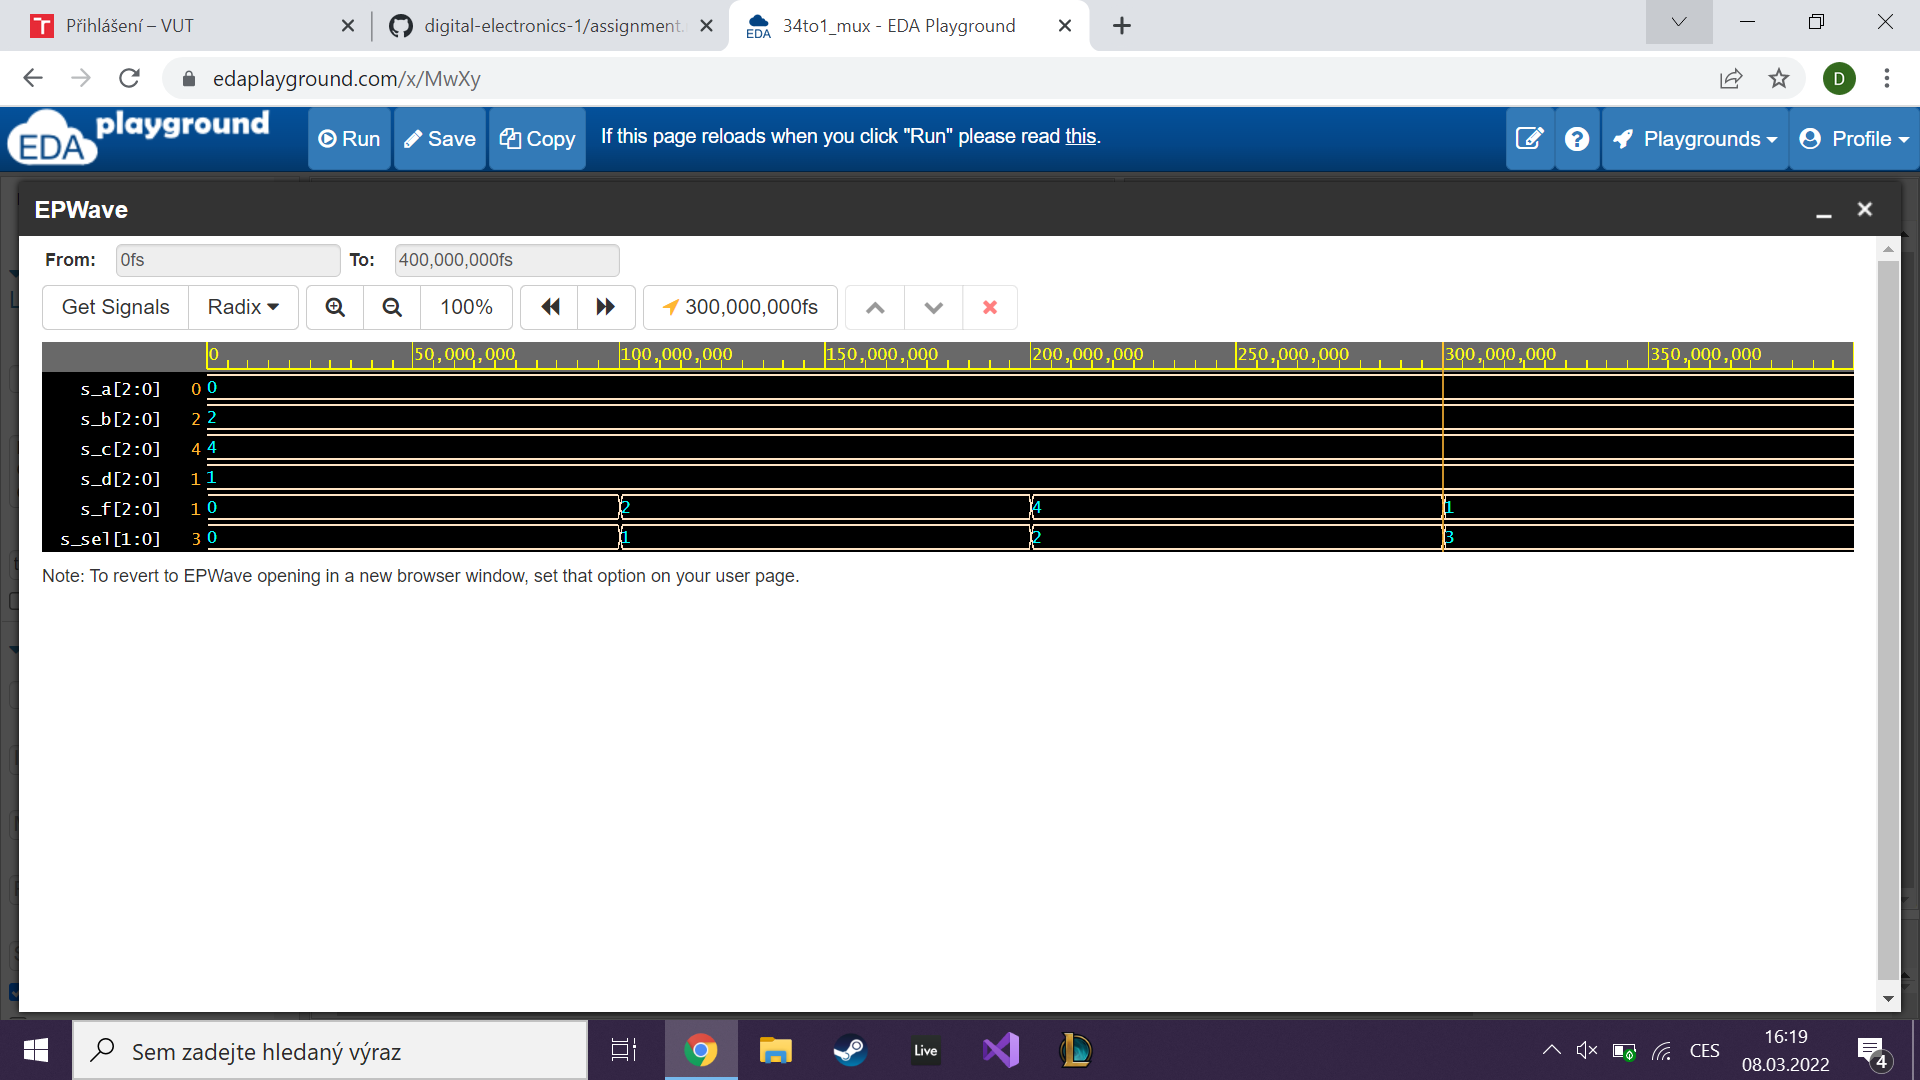 Přihlášení – VUT
digital-electronics-1/assignment.
34to1_mux - EDA Playground
edaplayground.com/x/MwXy
D
EDA playground
Run
Save
Copy
If this page reloads when you click "Run" please read this.
Playgrounds
Profile
EPWave
From: 0fs To: 400,000,000fs
Get Signals Radix 100% 300,000,000fs
0 50,000,000 100,000,000 150,000,000 200,000,000 250,000,000 300,000,000 350,000,000
s_a[2:0] 0 0
s_b[2:0] 2 2
s_c[2:0] 4 4
s_d[2:0] 1 1
s_f[2:0] 1 0 2 4 1
s_sel[1:0] 3 0 1 2 3
Note: To revert to EPWave opening in a new browser window, set that option on your user page.
Sem zadejte hledaný výraz
Live
CES
16:19
08.03.2022
4